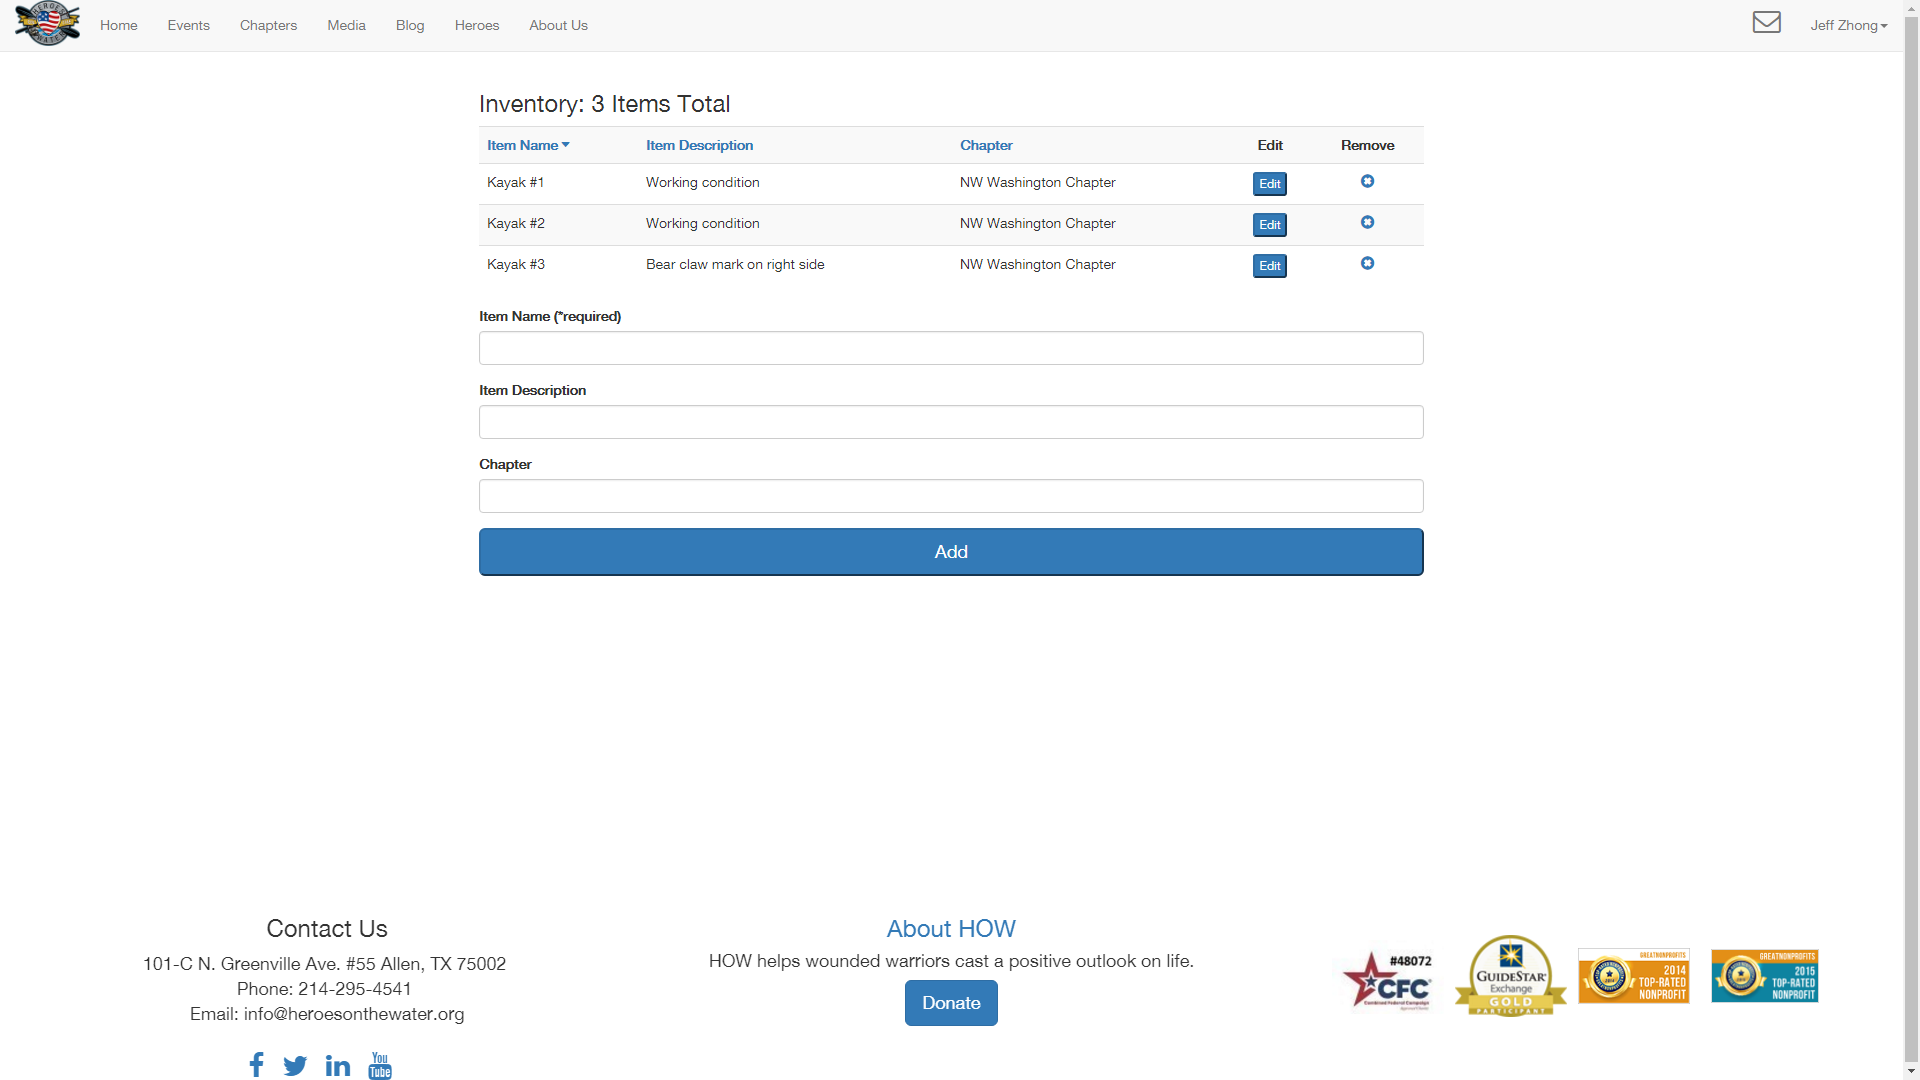 HEROES
WATER
Home
Events
Chapters
Media
Blog
Heroes
About Us
Jeff Zhong
Inventory: 3 Items Total
Item Name Item Description Chapter Edit Remove
Kayak #1 Working condition NW Washington Chapter Edit
Kayak #2 Working condition NW Washington Chapter Edit
Kayak #3 Bear claw mark on right side NW Washington Chapter Edit
Item Name (*required)
Item Description
Chapter
Add
Contact Us
101-C N. Greenville Ave. #55 Allen, TX 75002
Phone: 214-295-4541
Email: info@heroesonthewater.org
You
Tube
About HOW
HOW helps wounded warriors cast a positive outlook on life.
Donate
#48072
CFC
Combined Federal Campaign
GUIDESTAR
Exchange
GOLD
PARTICIPANT
GREATNONPROFITS
2014
TOP-RATED
NONPROFIT
GREATNONPROFITS
2015
TOP-RATED
NONPROFIT